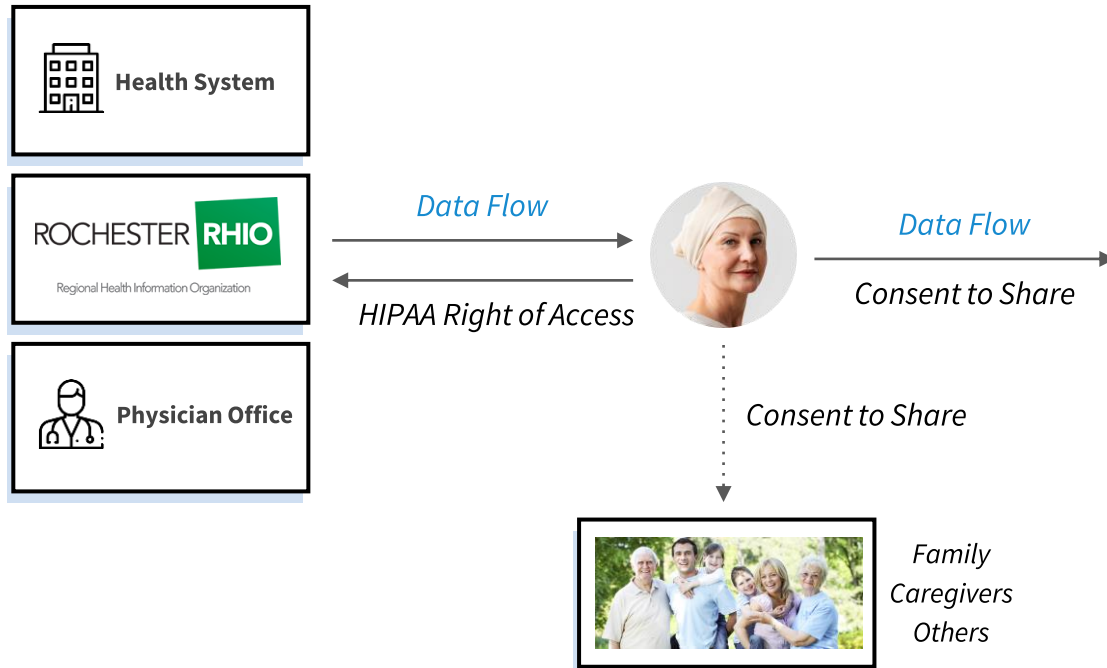 Health System
ROCHESTER RHIO
Regional Health Information Organization
Physician Office
Data Flow
HIPAA Right of Access
Data Flow
Consent to Share
Consent to Share
Family
Caregivers
Others